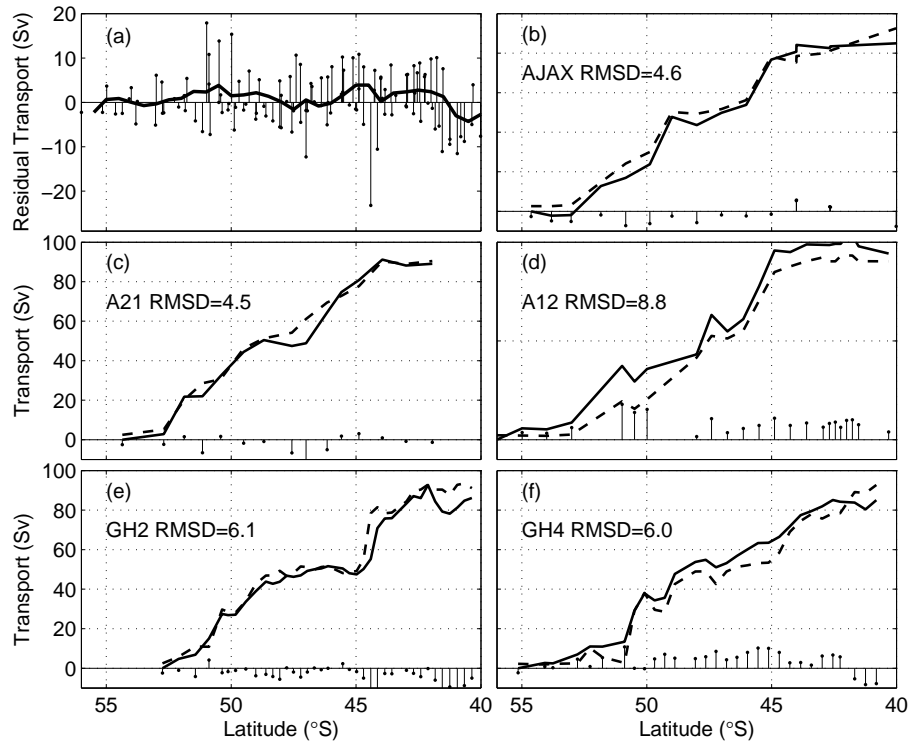 20
10
0
−10
−20
Residual Transport (Sv)
(a)
(b)
AJAX RMSD=4.6
100
80
60
40
20
0
Transport (Sv)
(c)
A21 RMSD=4.5
(d)
A12 RMSD=8.8
100
80
60
40
20
0
Transport (Sv)
(e)
GH2 RMSD=6.1
(f)
GH4 RMSD=6.0
55 50 45
Latitude (°S)
55 50 45 40
Latitude (°S)